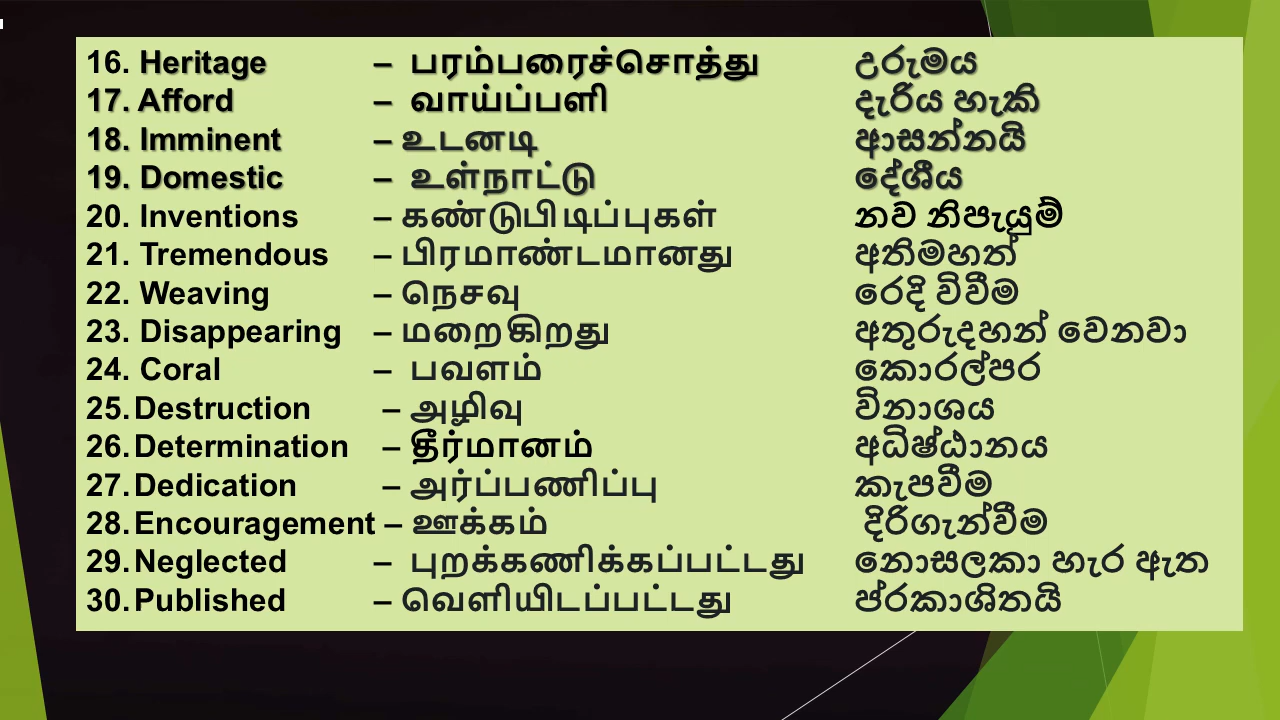 16. Heritage – பரம்பரைச்சொத்து උරුමය
17. Afford – வாய்ப்பளி දැරිය හැකි
18. Imminent – உடனடி ආසන්නයි
19. Domestic – உள்நாட்டு දේශීය
20. Inventions – கண்டுபிடிப்புகள் නව නිපැයුම්
21. Tremendous – பிரமாண்டமானது අතිමහත්
22. Weaving – நெசவு රෙදි විවීම
23. Disappearing – மறைகிறது අතුරුදහන් වෙනවා
24. Coral – பவளம் කොරල්පර
25. Destruction – அழிவு විනාශය
26. Determination – தீர்மானம் අධිෂ්ඨානය
27. Dedication – அர்ப்பணிப்பு කැපවීම
28. Encouragement – ஊக்கம் දිරිගැන්වීම
29. Neglected – புறக்கணிக்கப்பட்டது නොසලකා හැර ඇත
30. Published – வெளியிடப்பட்டது ප්රකාශිතයි